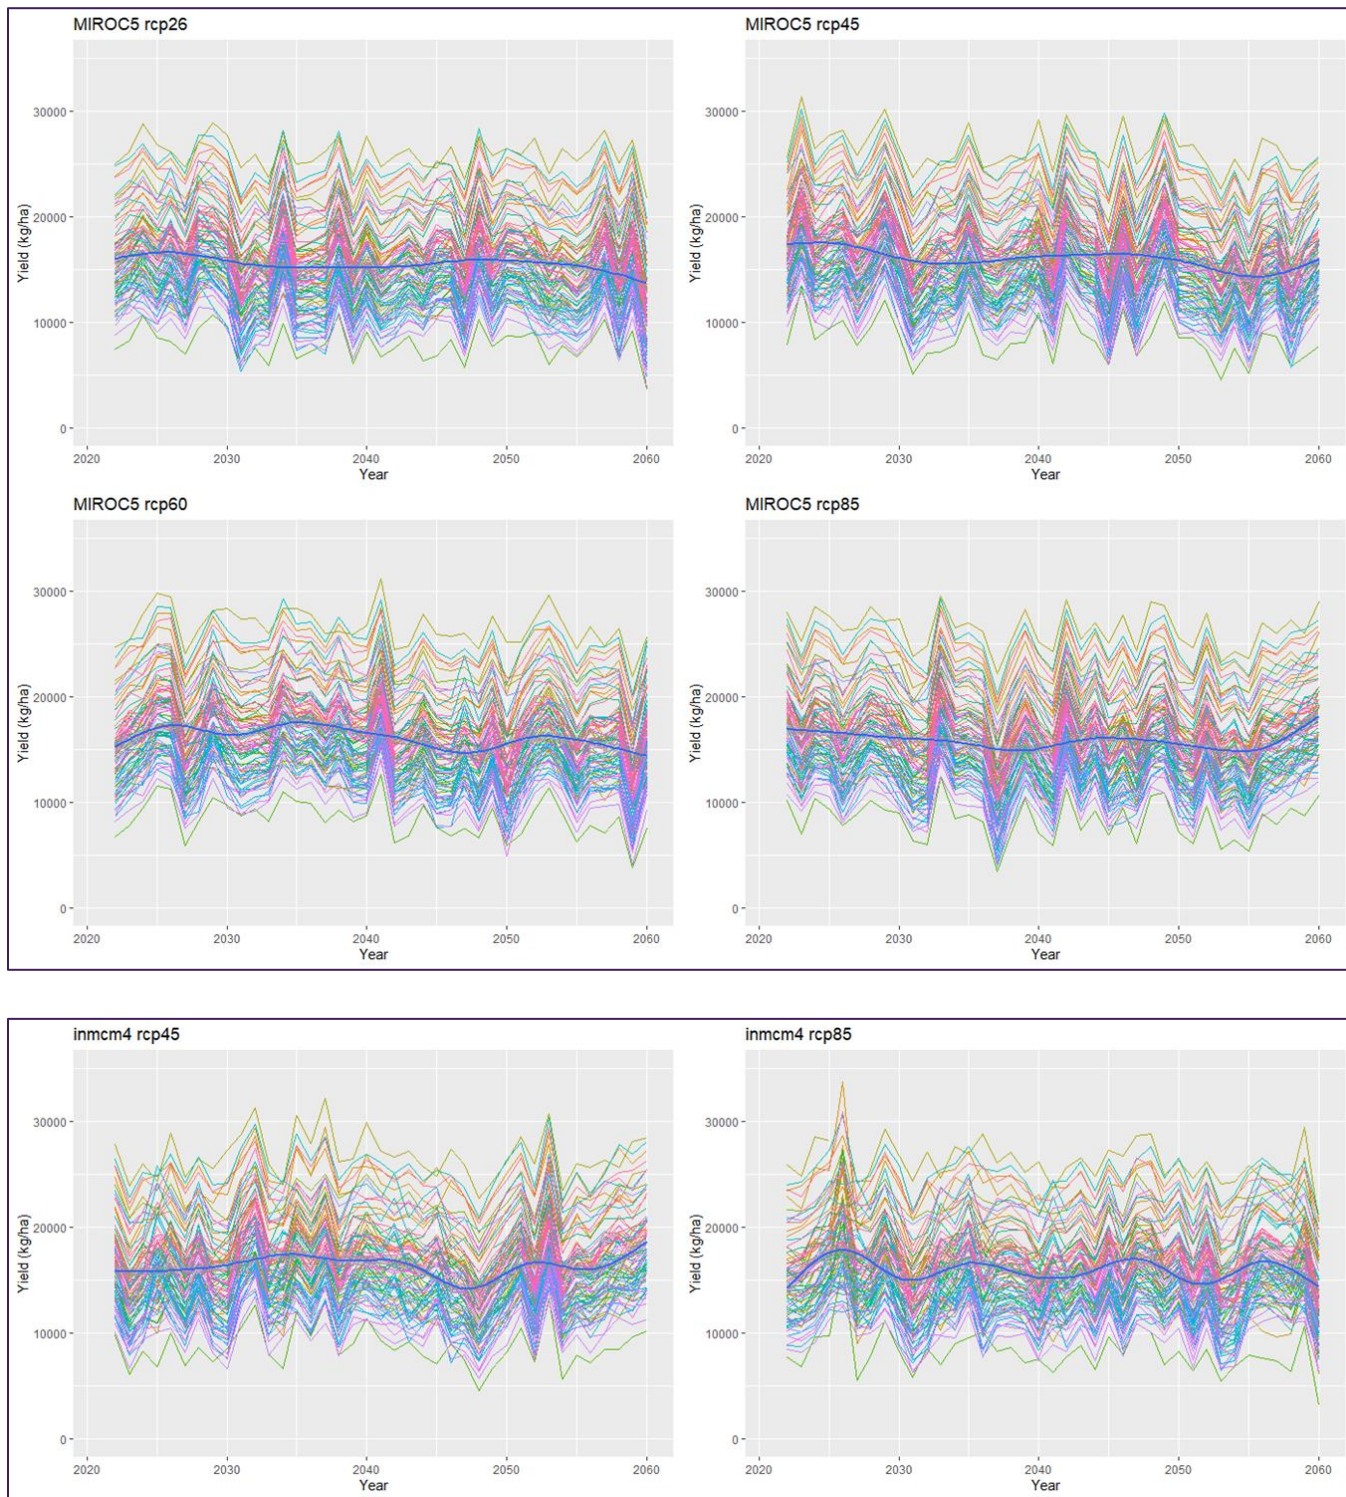 MIROC5 rcp26
30000
20000
10000
0
Yield (kg/ha)
2020 2030 2040 2050 2060
Year
MIROC5 rcp45
30000
20000
10000
0
Yield (kg/ha)
2020 2030 2040 2050 2060
Year
MIROC5 rcp60
30000
20000
10000
0
Yield (kg/ha)
2020 2030 2040 2050 2060
Year
MIROC5 rcp85
30000
20000
10000
0
Yield (kg/ha)
2020 2030 2040 2050 2060
Year
inmcm4 rcp45
30000
20000
10000
0
Yield (kg/ha)
2020 2030 2040 2050 2060
Year
inmcm4 rcp85
30000
20000
10000
0
Yield (kg/ha)
2020 2030 2040 2050 2060
Year